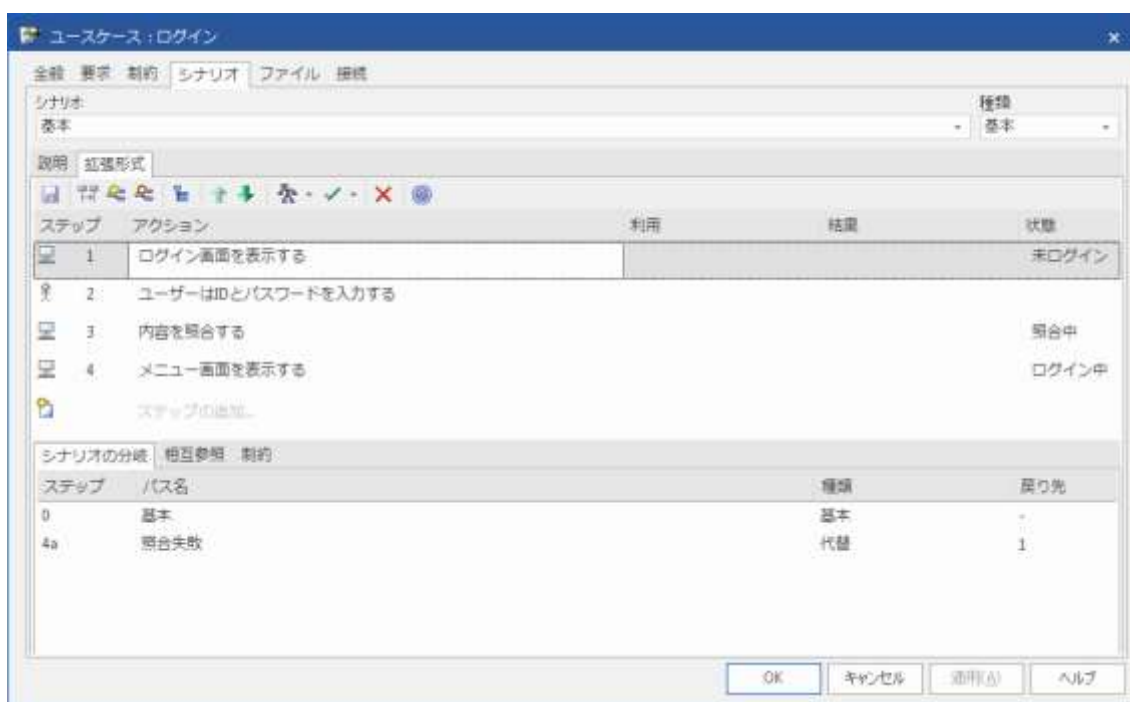 ユースケース : ログイン
全般 要求 制約 シナリオ ファイル 接続
シナリオ 種類
基本 基本
説明 拡張形式
ステップ アクション 利用 結果 状態
1 ログイン画面を表示する 未ログイン
2 ユーザーはIDとパスワードを入力する
3 内容を照合する 照合中
4 メニュー画面を表示する ログイン中
ステップの追加...
シナリオの分岐 相互参照 制約
ステップ パス名 種類 戻り先
0 基本 基本 -
4a 照合失敗 代替 1
OK キャンセル 適用(A) ヘルプ